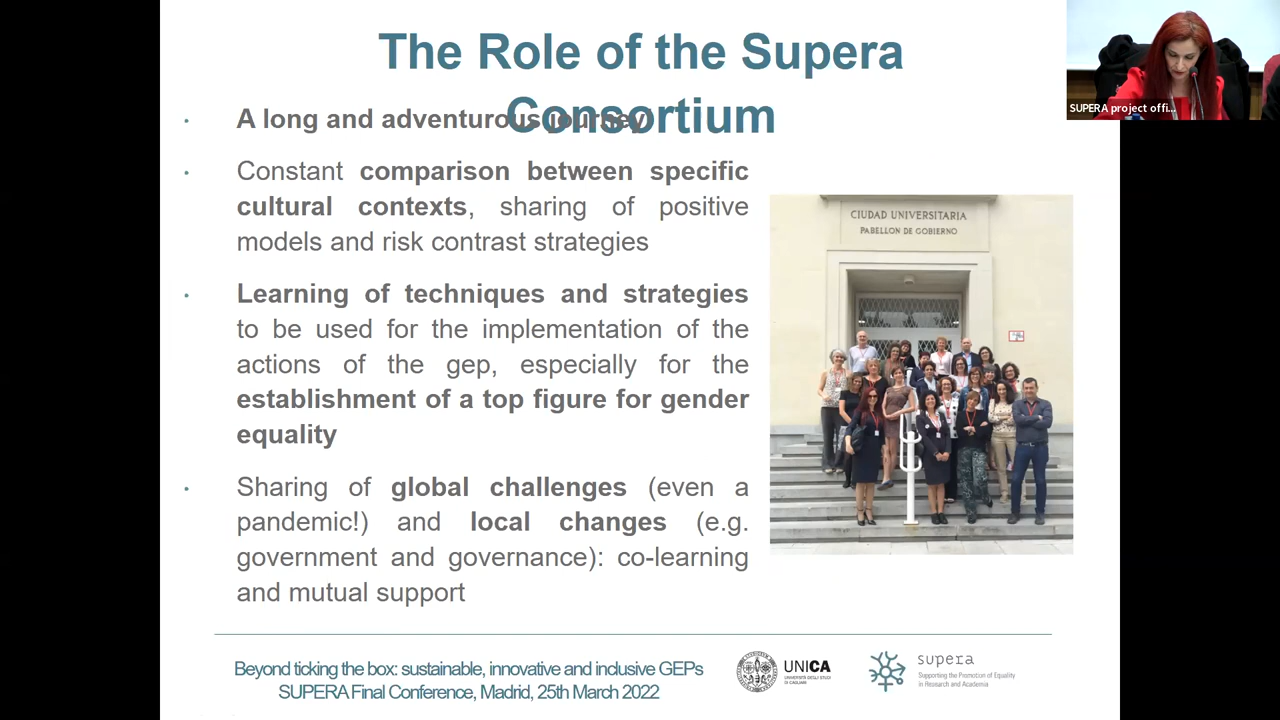 The Role of the Supera
Consortium
SUPERA project offi...
· A long and adventurous journey
· Constant comparison between specific
cultural contexts, sharing of positive
models and risk contrast strategies
· Learning of techniques and strategies
to be used for the implementation of the
actions of the gep, especially for the
establishment of a top figure for gender
equality
· Sharing of global challenges (even a
pandemic!) and local changes (e.g.
government and governance): co-learning
and mutual support
CIUDAD UNIVERSITARIA
PABELLON DE GOBIERNO
Beyond ticking the box: sustainable, innovative and inclusive GEPs
SUPERA Final Conference, Madrid, 25th March 2022
UNICA
UNIVERSITÀ DEGLI STUDI
DI CAGLIARI
supera
Supporting the Promotion of Equality
in Research and Academia